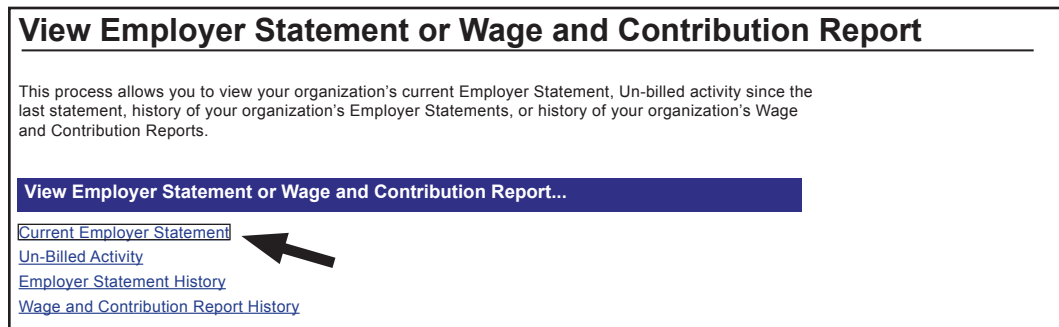 View Employer Statement or Wage and Contribution Report
This process allows you to view your organization's current Employer Statement, Un-billed activity since the
last statement, history of your organization's Employer Statements, or history of your organization's Wage
and Contribution Reports.
View Employer Statement or Wage and Contribution Report...
Current Employer Statement
Un-Billed Activity
Employer Statement History
Wage and Contribution Report History